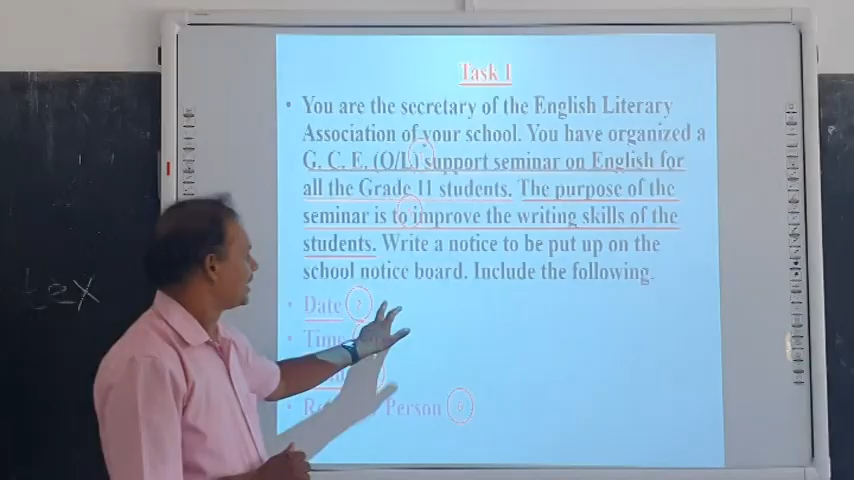 Task 1
• You are the secretary of the English Literary
Association of your school. You have organized a
G. C. E. (O/L) support seminar on English for
all the Grade 11 students. The purpose of the
seminar is to improve the writing skills of the
students. Write a notice to be put up on the
school notice board. Include the following.
• Date ?
• Time
• Person